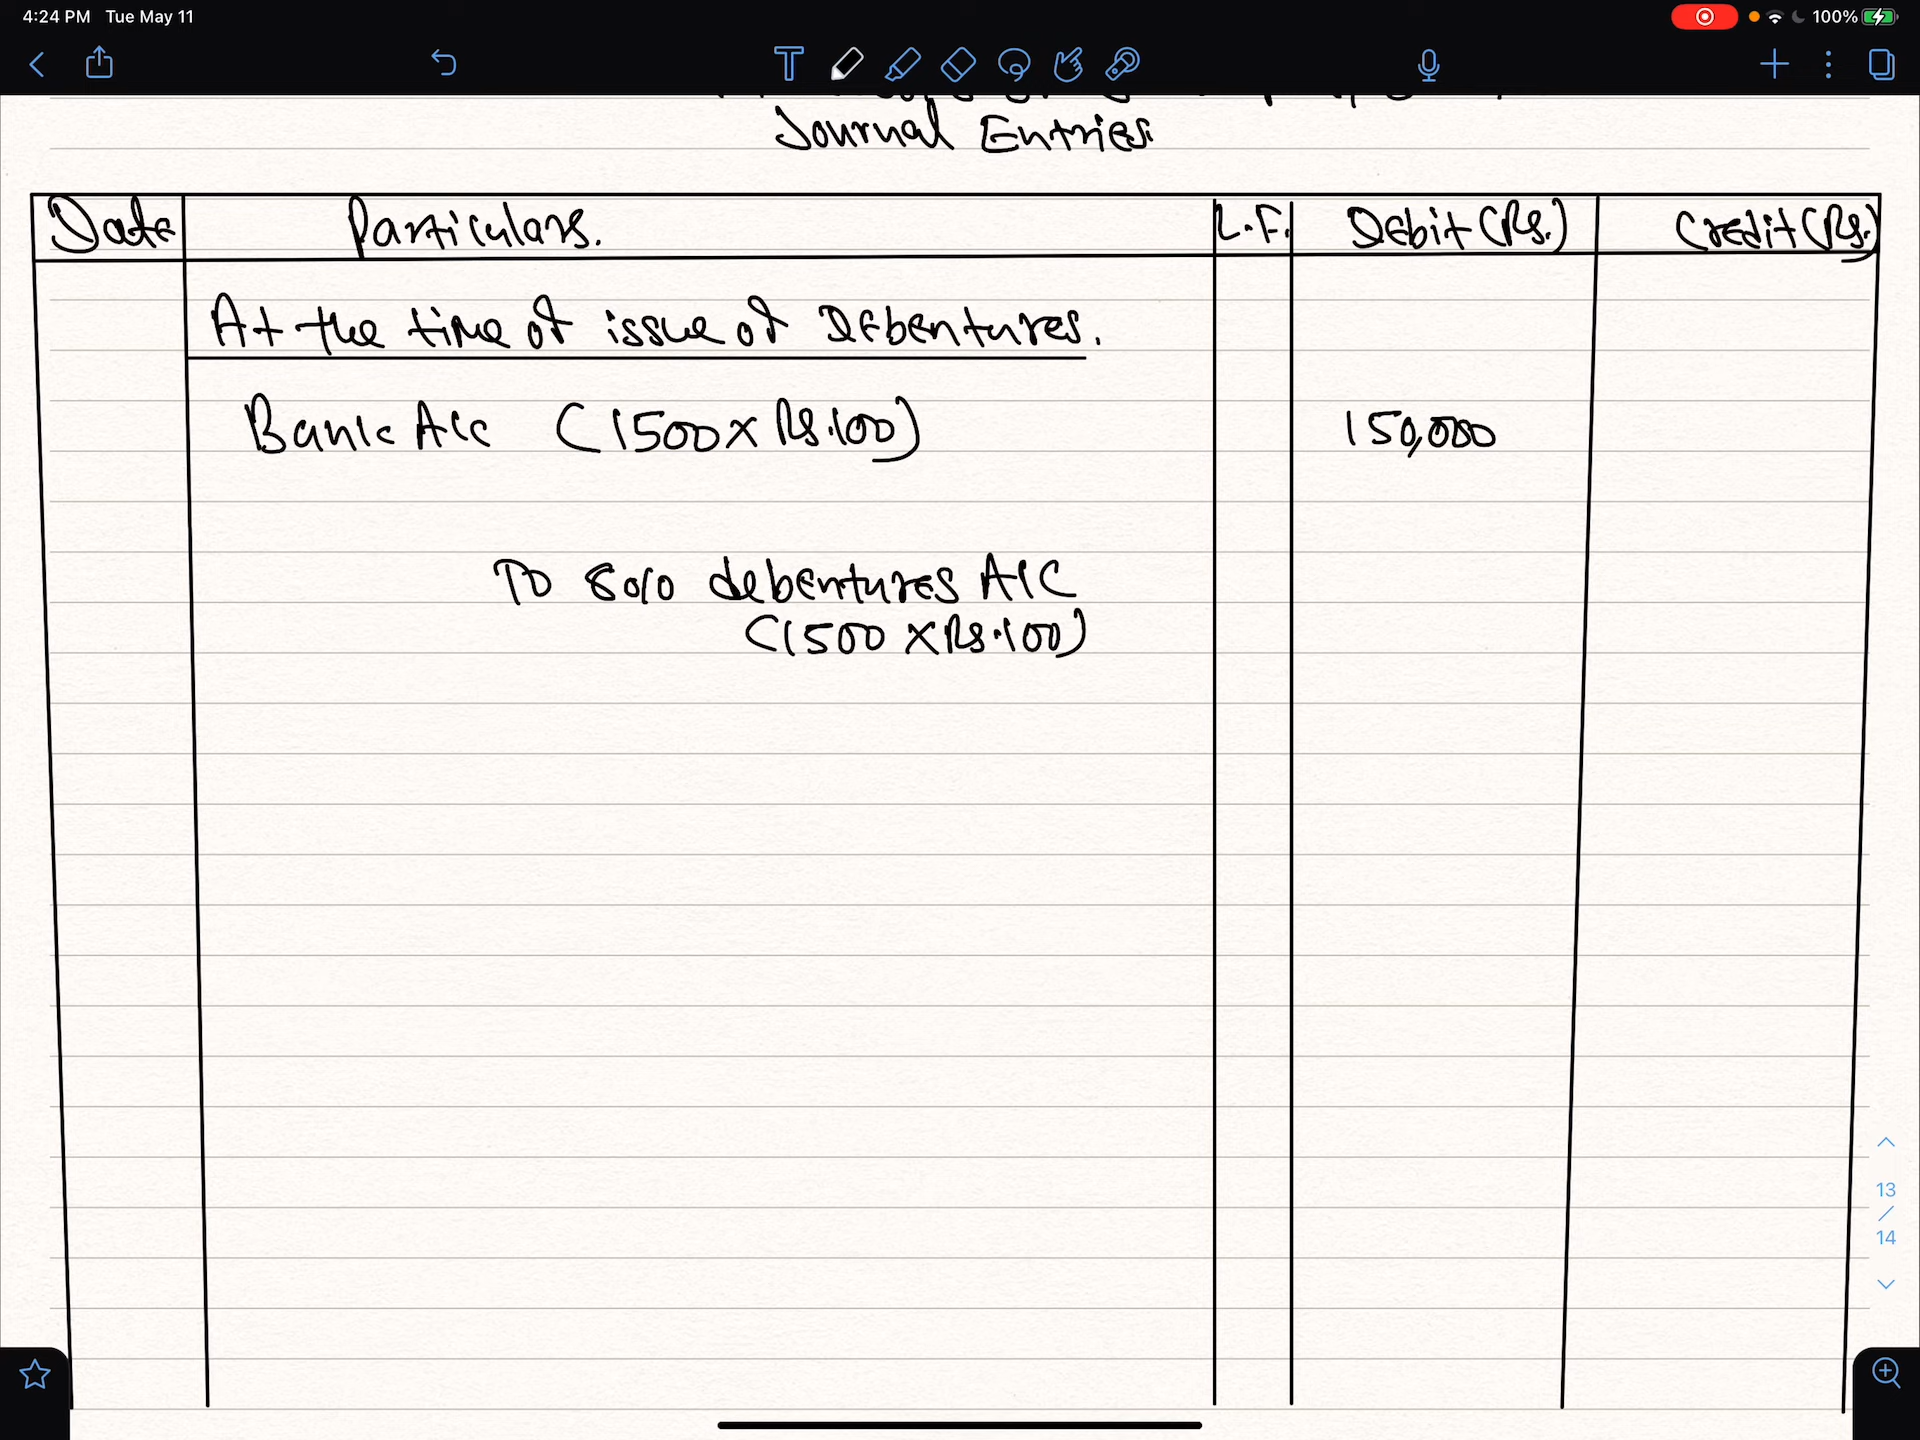 4:24 PM Tue May 11
100%
Journal Entries
Date Particulars. L.F. Debit (Rs.) Credit (Rs.)
At the time of issue of Debentures.
Bank A/c (1500 x Rs.100) 150,000
To 8% debentures A/C
(1500 x Rs.100)
13
/
14